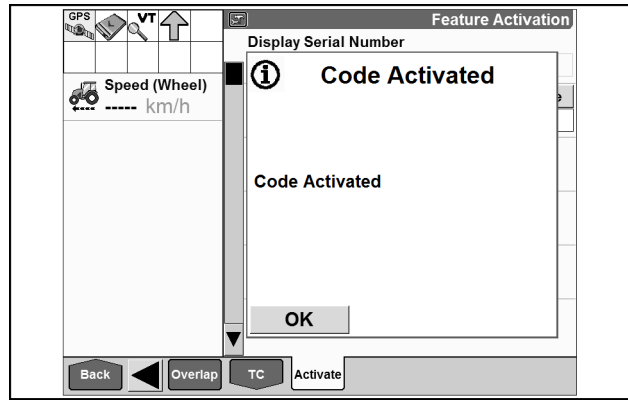 GPS
VT
Feature Activation
Display Serial Number
Speed (Wheel)
----- km/h
Code Activated
Code Activated
OK
Back
Overlap
TC
Activate